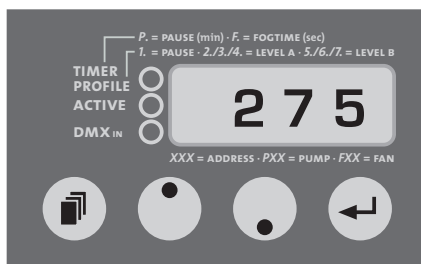 P. = PAUSE (min) · F. = FOGTIME (sec)
1. = PAUSE · 2./3./4. = LEVEL A · 5./6./7. = LEVEL B
TIMER
PROFILE
ACTIVE
DMX IN
275
XXX = ADDRESS · PXX = PUMP · FXX = FAN